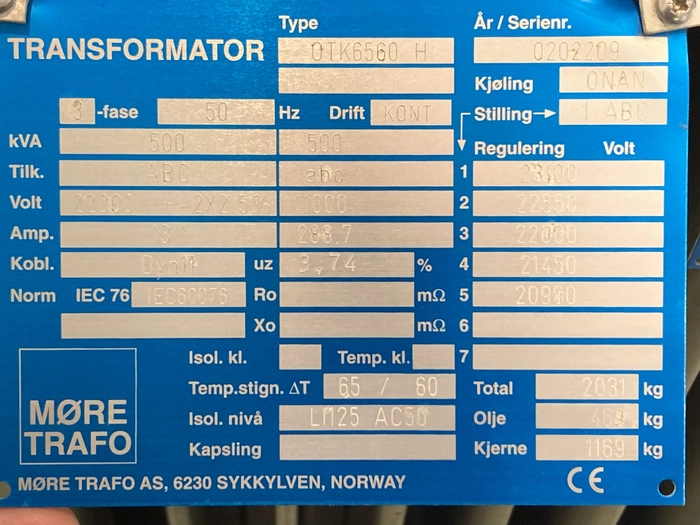 Type
År / Serienr.
TRANSFORMATOR
OTK6560 H
0202209
Kjøling ONAN
3 -fase 50 Hz Drift KONT
Stilling→ 1 ABC
kVA 500 500
Regulering Volt
Tilk. ABC abc
1 23100
Volt 22000 +-2X2.5% 1000
2 22550
Amp. 288.7
3 22000
Kobl. uz 3,74 %
4 21450
Norm IEC 76 IEC60076 Ro mΩ
5
Xo mΩ
6
Isol. kl. Temp. kl.
7
Temp.stign. ΔT 65 / 60
Total 2031 kg
MØRE
TRAFO
Isol. nivå LI125 AC50
Olje kg
Kapsling
Kjerne 1169 kg
MØRE TRAFO AS, 6230 SYKKYLVEN, NORWAY
CE